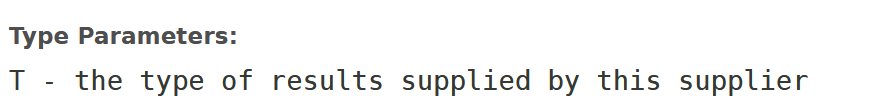 Type Parameters:
T - the type of results supplied by this supplier